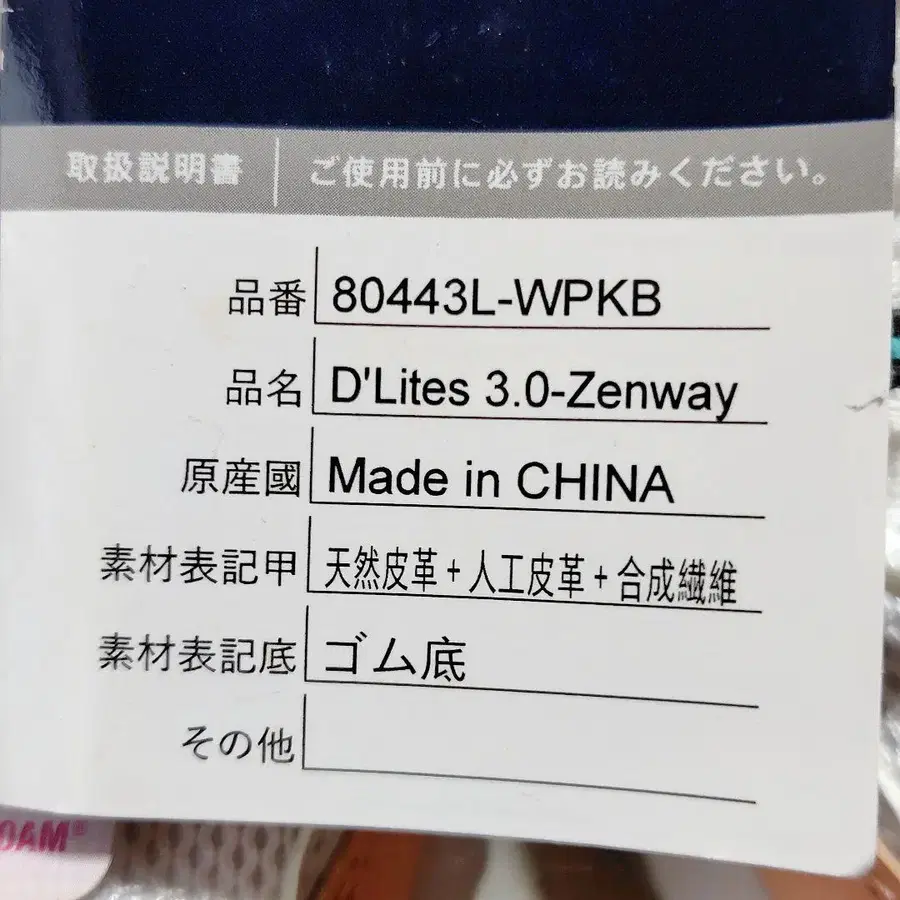 取扱説明書 ご使用前に必ずお読みください。
品番 80443L-WPKB
品名 D'Lites 3.0-Zenway
原産國 Made in CHINA
素材表記甲 天然皮革+人工皮革+合成繊維
素材表記底 ゴム底
その他
OAM®